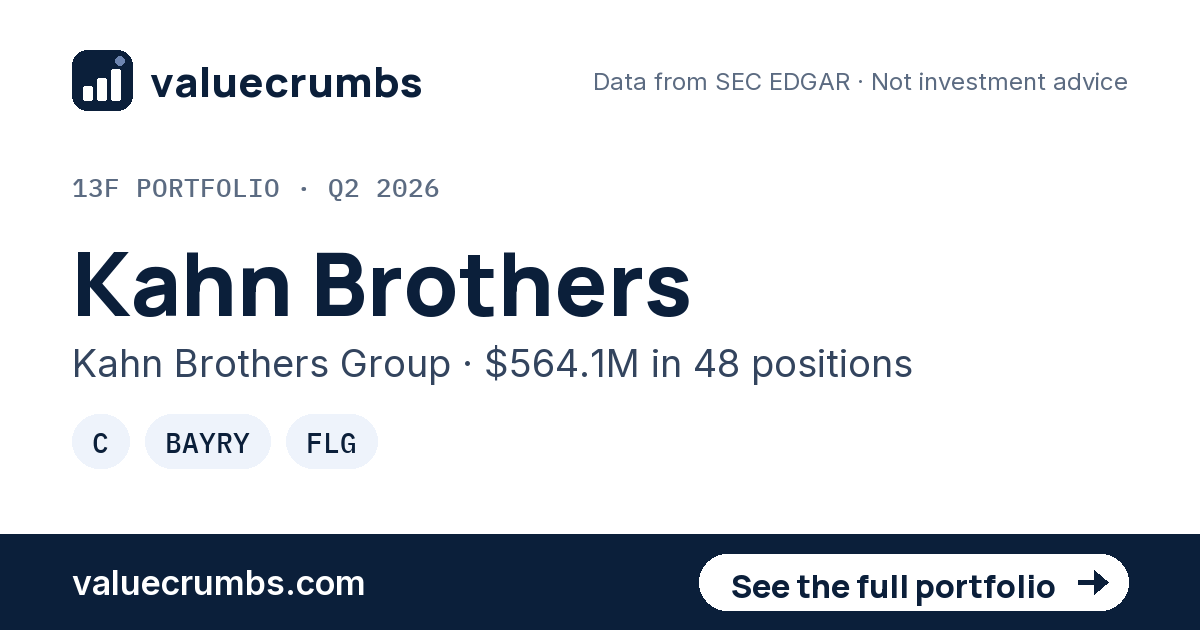 valuecrumbs
Data from SEC EDGAR · Not investment advice
13F PORTFOLIO · Q2 2026
Kahn Brothers
Kahn Brothers Group · $564.1M in 48 positions
C BAYRY FLG
valuecrumbs.com
See the full portfolio →